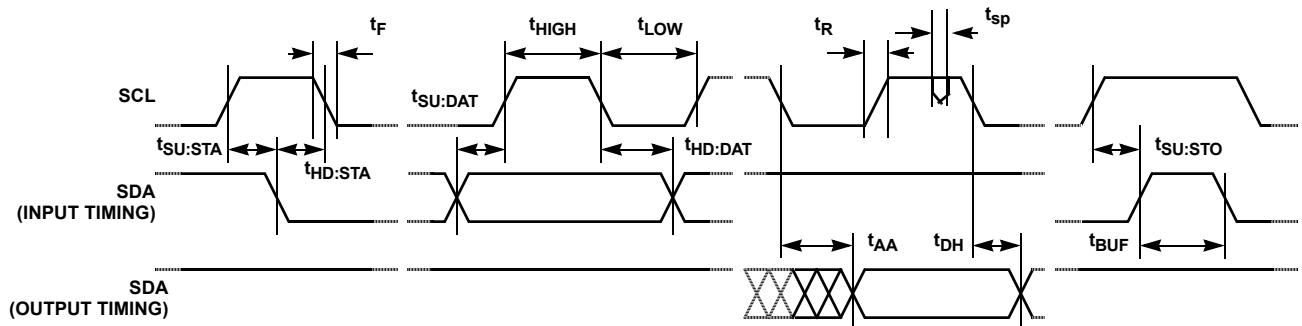 tF
tHIGH
tLOW
tR
tsp
SCL
tSU:DAT
tSU:STA
tHD:STA
tHD:DAT
tSU:STO
SDA
(INPUT TIMING)
tAA
tDH
tBUF
SDA
(OUTPUT TIMING)